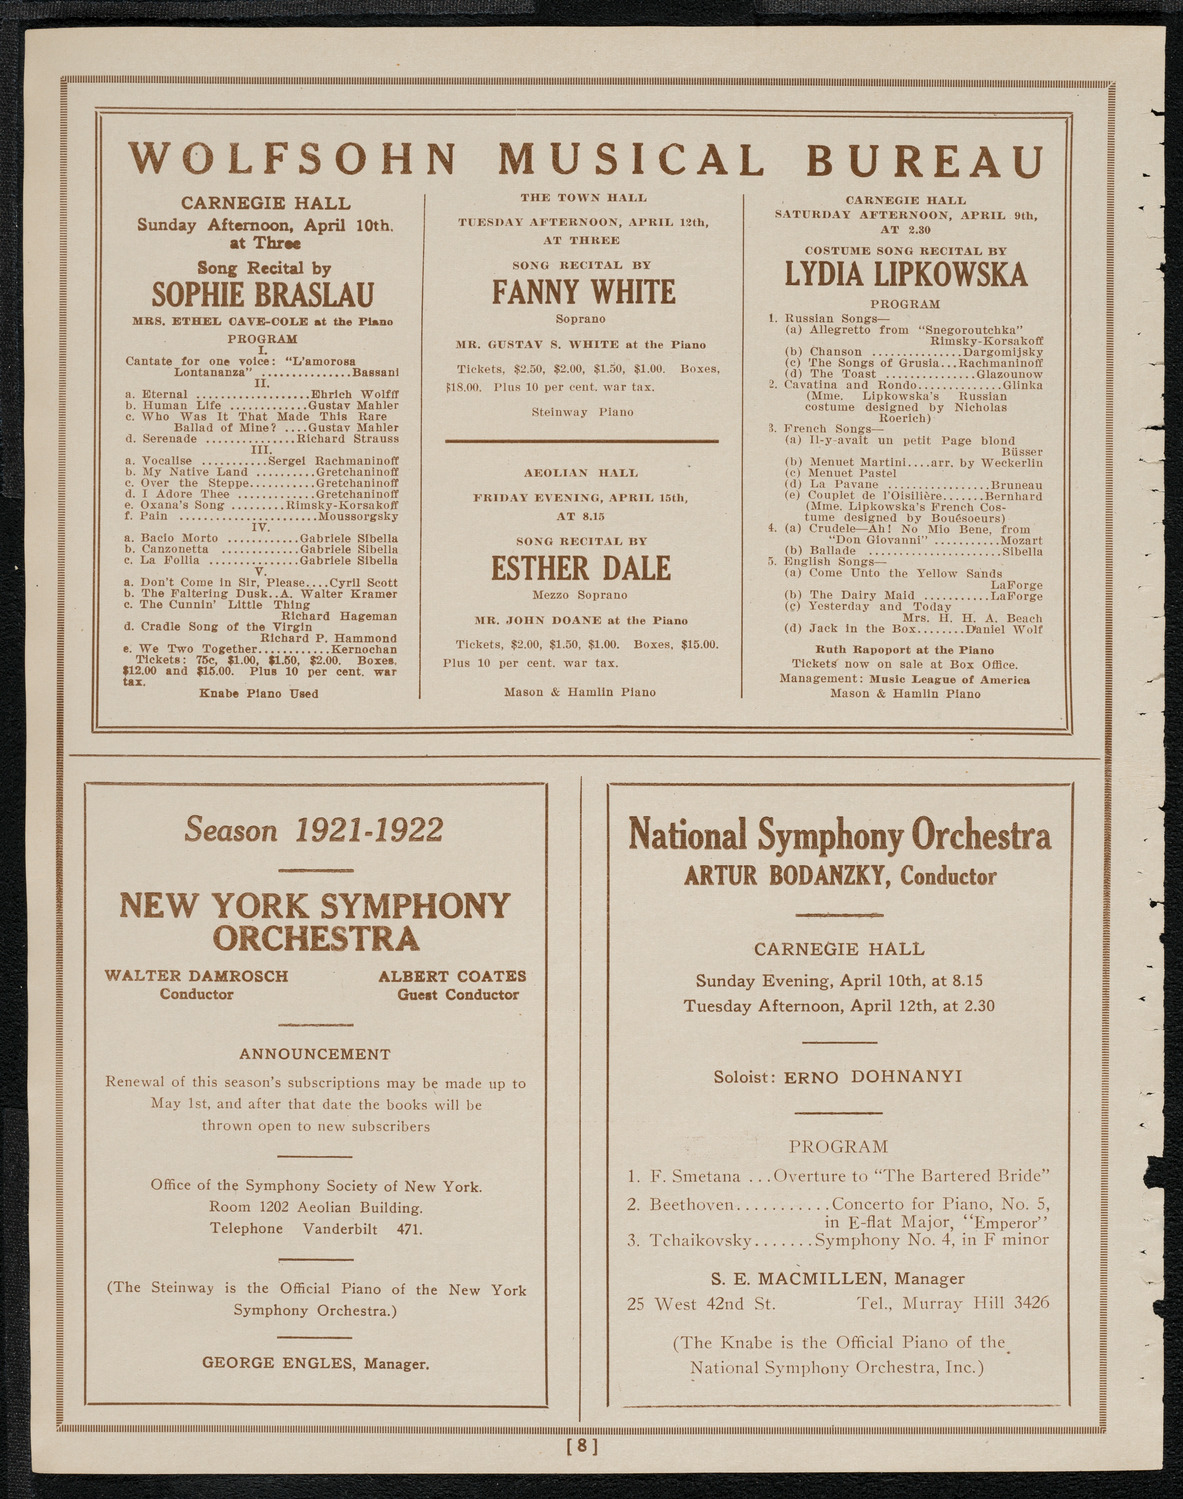 WOLFSOHN MUSICAL BUREAU
CARNEGIE HALL
Sunday Afternoon, April 10th.
at Three
Song Recital by
SOPHIE BRASLAU
MRS. ETHEL CAVE-COLE at the Piano
PROGRAM
I.
Cantate for one voice: "L'amorosa
Lontananza" ..............Bassani
II.
a. Eternal ..................Ehrich Wolfff
b. Human Life ............Gustav Mahler
c. Who Was It That Made This Rare
Ballad of Mine? ....Gustav Mahler
d. Serenade ..............Richard Strauss
III.
a. Vocalise ...........Sergei Rachmaninoff
b. My Native Land ..........Gretchaninoff
c. Over the Steppe..........Gretchaninoff
d. I Adore Thee ............Gretchaninoff
e. Oxana's Song .........Rimsky-Korsakoff
f. Pain ......................Moussorgsky
IV.
a. Bacio Morto ...........Gabriele Sibella
b. Canzonetta ............Gabriele Sibella
c. La Follia ..............Gabriele Sibella
V.
a. Don't Come in Sir, Please....Cyril Scott
b. The Faltering Dusk..A. Walter Kramer
c. The Cunnin' Little Thing
Richard Hageman
d. Cradle Song of the Virgin
Richard P. Hammond
e. We Two Together............Kernochan
Tickets: 75c, $1.00, $1.50, $2.00. Boxes.
$12.00 and $15.00. Plus 10 per cent. war
tax.
Knabe Piano Used
THE TOWN HALL
TUESDAY AFTERNOON, APRIL 12th,
AT THREE
SONG RECITAL BY
FANNY WHITE
Soprano
MR. GUSTAV S. WHITE at the Piano
Tickets, $2.50, $2.00, $1.50, $1.00. Boxes,
$18.00. Plus 10 per cent. war tax.
Steinway Piano
AEOLIAN HALL
FRIDAY EVENING, APRIL 15th,
AT 8.15
SONG RECITAL BY
ESTHER DALE
Mezzo Soprano
MR. JOHN DOANE at the Piano
Tickets, $2.00, $1.50, $1.00. Boxes, $15.00.
Plus 10 per cent. war tax.
Mason & Hamlin Piano
CARNEGIE HALL
SATURDAY AFTERNOON, APRIL 9th,
AT 2.30
COSTUME SONG RECITAL BY
LYDIA LIPKOWSKA
PROGRAM
1. Russian Songs—
(a) Allegretto from "Snegoroutchka"
Rimsky-Korsakoff
(b) Chanson ..............Dargomijsky
(c) The Songs of Grusia...Rachmaninoff
(d) The Toast ..............Glazounow
2. Cavatina and Rondo..............Glinka
(Mme. Lipkowska's Russian
costume designed by Nicholas
Roerich)
3. French Songs—
(a) Il-y-avait un petit Page blond
Büsser
(b) Menuet Martini....arr. by Weckerlin
(c) Menuet Pastel
(d) La Pavane .................Bruneau
(e) Couplet de l'Oisilière.......Bernhard
(Mme. Lipkowska's French Cos-
tume designed by Bouésoeurs)
4. (a) Crudele—Ah! No Mio Bene, from
"Don Giovanni" ...........Mozart
(b) Ballade ......................Sibella
5. English Songs—
(a) Come Unto the Yellow Sands
LaForge
(b) The Dairy Maid ...........LaForge
(c) Yesterday and Today
Mrs. H. H. A. Beach
(d) Jack in the Box........Daniel Wolf
Ruth Rapoport at the Piano
Tickets now on sale at Box Office.
Management: Music League of America
Mason & Hamlin Piano
Season 1921-1922
NEW YORK SYMPHONY
ORCHESTRA
WALTER DAMROSCH ALBERT COATES
Conductor Guest Conductor
ANNOUNCEMENT
Renewal of this season's subscriptions may be made up to
May 1st, and after that date the books will be
thrown open to new subscribers
Office of the Symphony Society of New York.
Room 1202 Aeolian Building.
Telephone Vanderbilt 471.
(The Steinway is the Official Piano of the New York
Symphony Orchestra.)
GEORGE ENGLES, Manager.
National Symphony Orchestra
ARTUR BODANZKY, Conductor
CARNEGIE HALL
Sunday Evening, April 10th, at 8.15
Tuesday Afternoon, April 12th, at 2.30
Soloist: ERNO DOHNANYI
PROGRAM
1. F. Smetana ...Overture to "The Bartered Bride"
2. Beethoven...........Concerto for Piano, No. 5,
in E-flat Major, "Emperor"
3. Tchaikovsky.......Symphony No. 4, in F minor
S. E. MACMILLEN, Manager
25 West 42nd St. Tel., Murray Hill 3426
(The Knabe is the Official Piano of the
National Symphony Orchestra, Inc.)
[8]